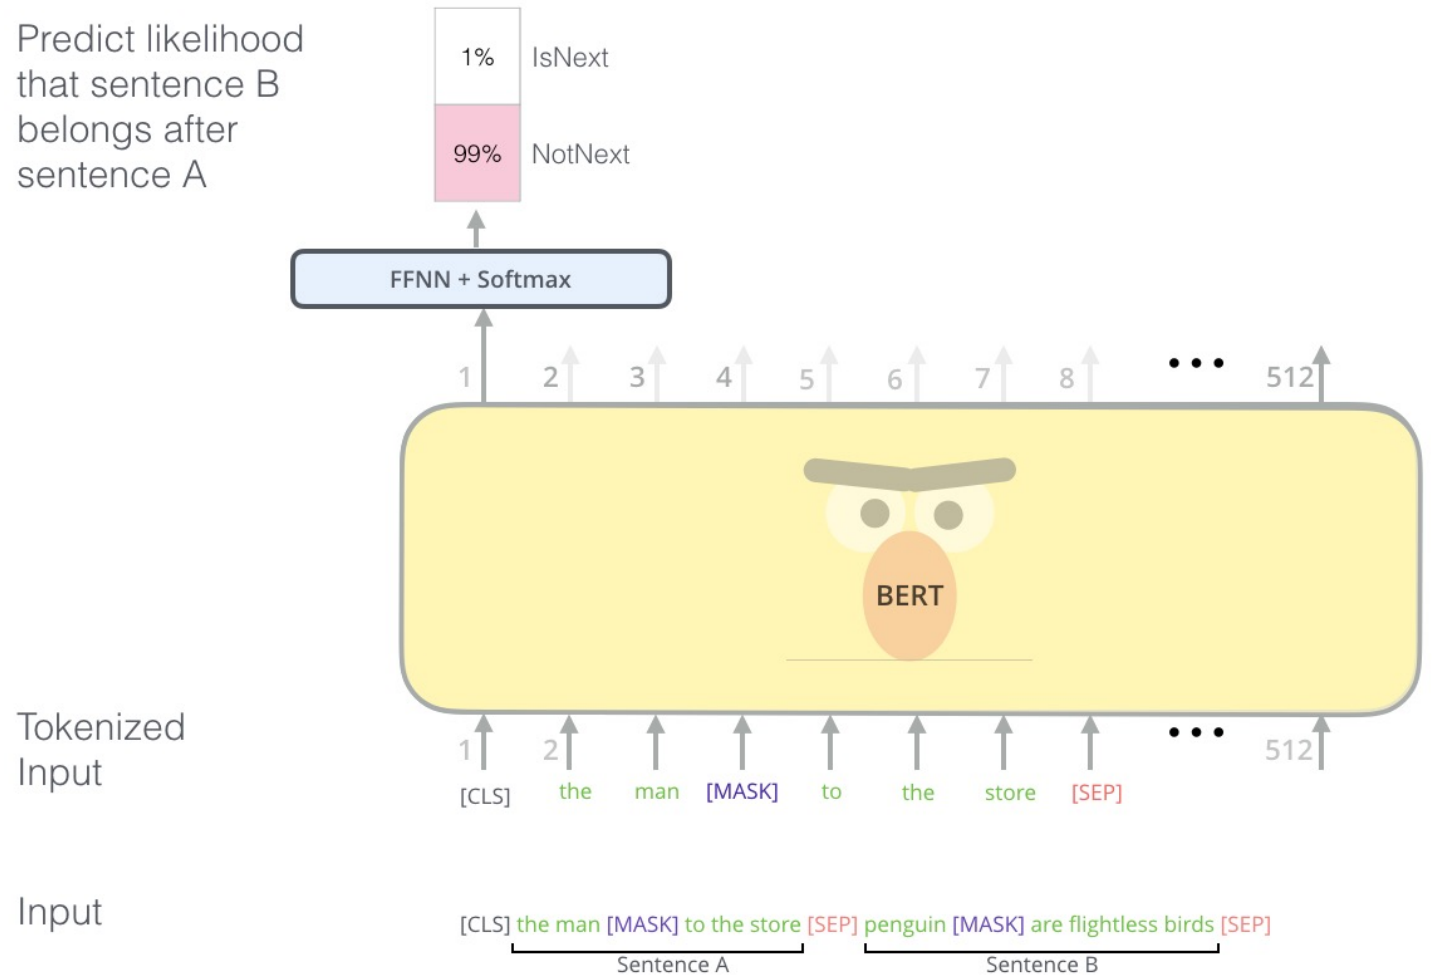 Predict likelihood
that sentence B
belongs after
sentence A
1% IsNext
99% NotNext
FFNN + Softmax
1 2 3 4 5 6 7 8 ••• 512
BERT
Tokenized
Input
1 2 ••• 512
[CLS] the man [MASK] to the store [SEP]
Input
[CLS] the man [MASK] to the store [SEP] penguin [MASK] are flightless birds [SEP]
Sentence A Sentence B